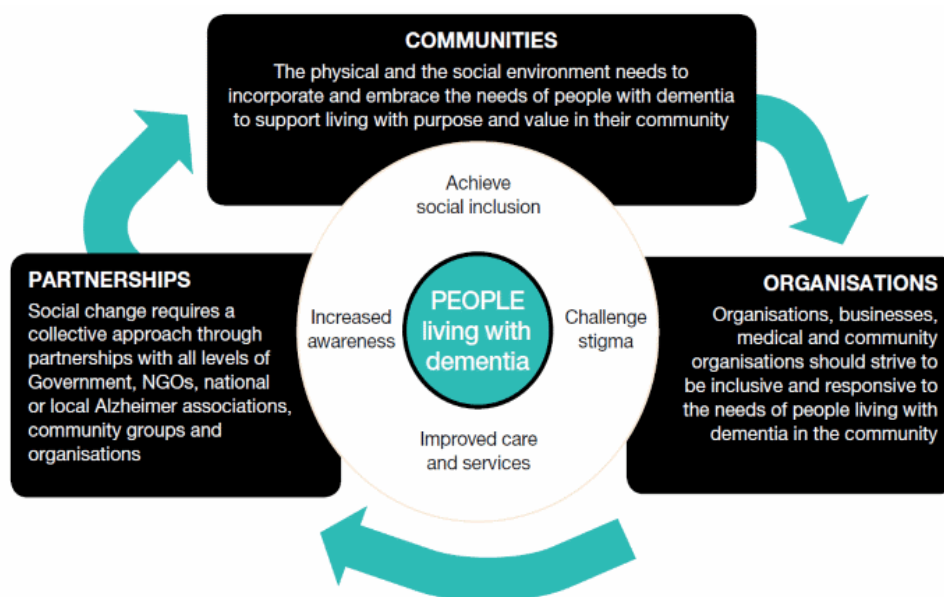 COMMUNITIES
The physical and the social environment needs to
incorporate and embrace the needs of people with dementia
to support living with purpose and value in their community
Achieve
social inclusion
PARTNERSHIPS
Social change requires a
collective approach through
partnerships with all levels of
Government, NGOs, national
or local Alzheimer associations,
community groups and
organisations
Increased
awareness
PEOPLE
living with
dementia
Challenge
stigma
ORGANISATIONS
Organisations, businesses,
medical and community
organisations should strive to
be inclusive and responsive to
the needs of people living with
dementia in the community
Improved care
and services